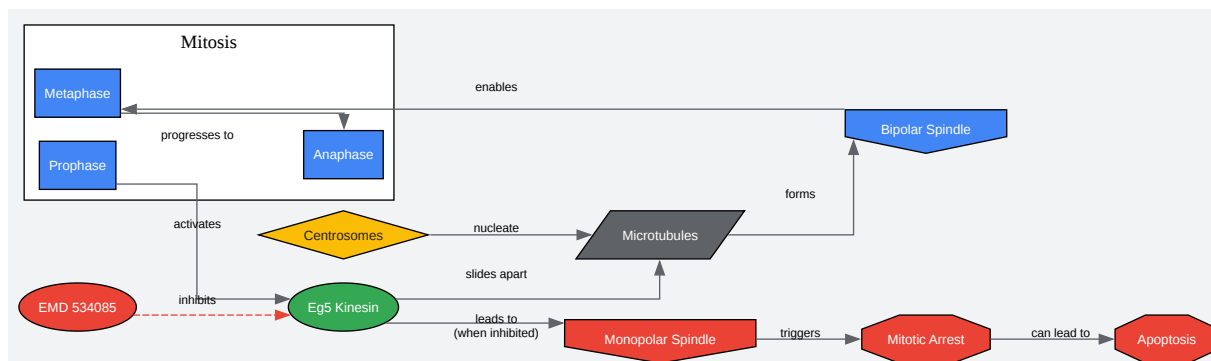 Mitosis
Metaphase
enables
progresses to
Bipolar Spindle
Anaphase
Prophase
forms
activates
Centrosomes
nucleate
Microtubules
slides apart
EMD 534085
inhibits
Eg5 Kinesin
leads to
(when inhibited)
Monopolar Spindle
triggers
Mitotic Arrest
can lead to
Apoptosis